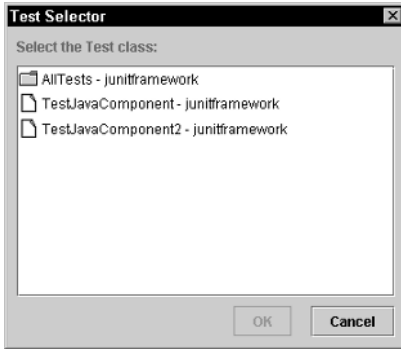 Test Selector
Select the Test class:
AllTests - junitframework
TestJavaComponent - junitframework
TestJavaComponent2 - junitframework
OK Cancel